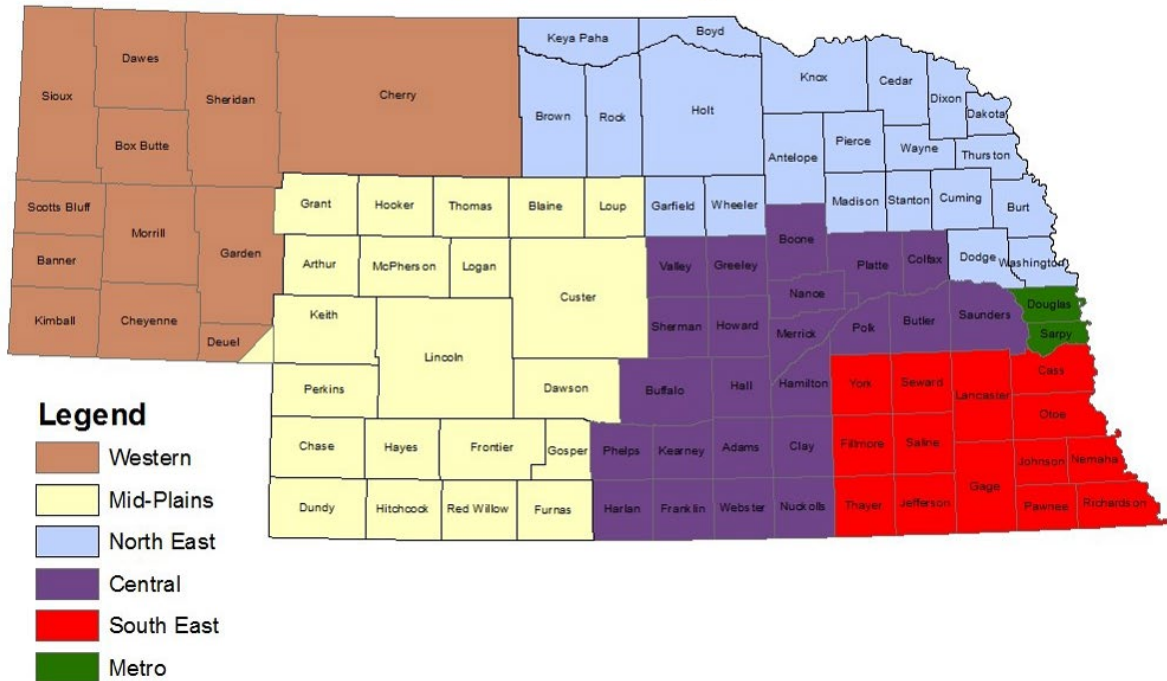 Keya Paha
Boyd
Dawes
Sioux
Sheridan
Cherry
Knox
Cedar
Dixon
Dakota
Brown
Rock
Holt
Box Butte
Antelope
Pierce
Wayne
Thurston
Scotts Bluff
Grant
Hooker
Thomas
Blaine
Loup
Garfield
Wheeler
Madison
Stanton
Cuming
Burt
Morrill
Banner
Garden
Arthur
McPherson
Logan
Custer
Valley
Greeley
Boone
Platte
Colfax
Dodge
Washington
Kimball
Cheyenne
Deuel
Keith
Lincoln
Sherman
Howard
Nance
Merrick
Polk
Butler
Saunders
Douglas
Sarpy
Perkins
Dawson
Buffalo
Hall
Hamilton
York
Seward
Lancaster
Cass
Otoe
Chase
Hayes
Frontier
Gosper
Phelps
Kearney
Adams
Clay
Fillmore
Saline
Gage
Johnson
Nemaha
Dundy
Hitchcock
Red Willow
Furnas
Harlan
Franklin
Webster
Nuckolls
Thayer
Jefferson
Pawnee
Richardson
Legend
Western
Mid-Plains
North East
Central
South East
Metro